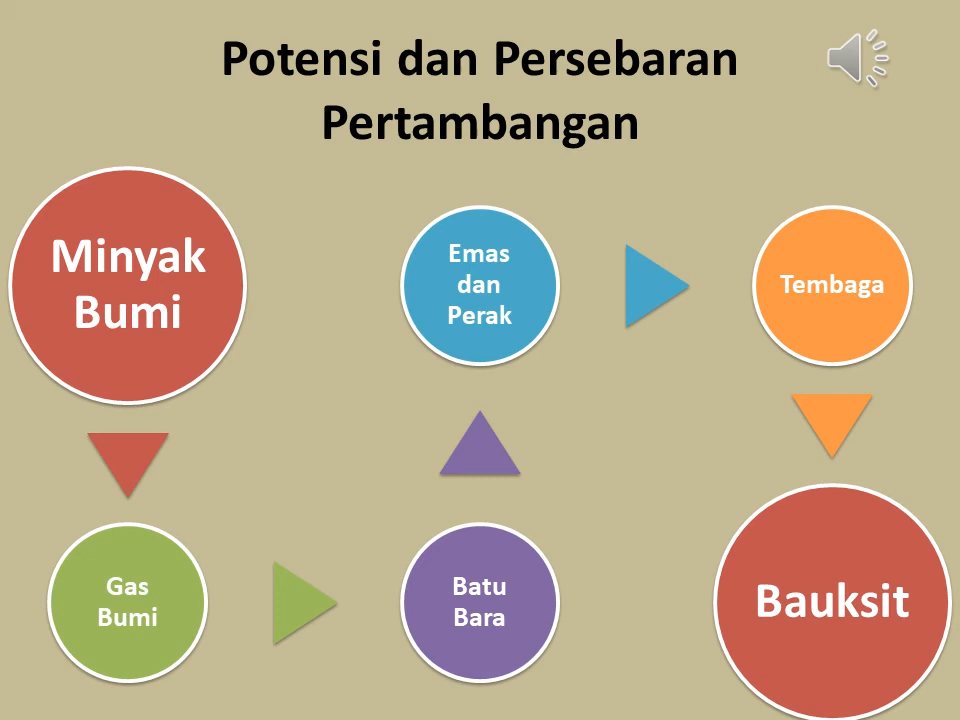 Potensi dan Persebaran
Pertambangan
Minyak
Bumi
Gas
Bumi
Batu
Bara
Emas
dan
Perak
Tembaga
Bauksit